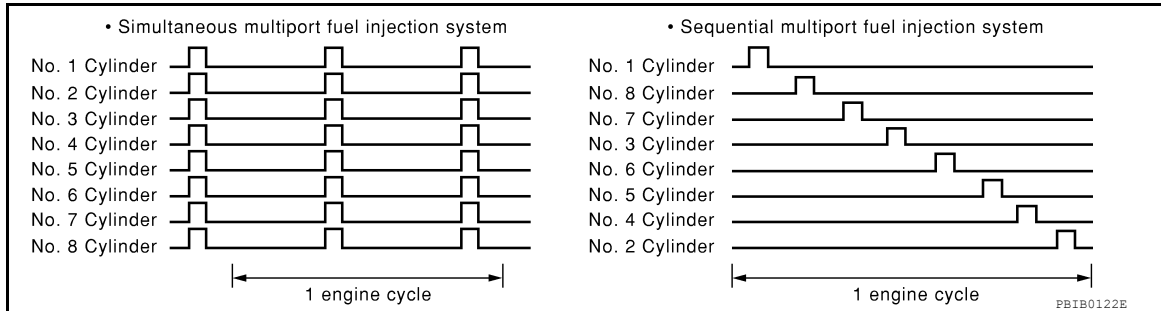 • Simultaneous multiport fuel injection system
No. 1 Cylinder
No. 2 Cylinder
No. 3 Cylinder
No. 4 Cylinder
No. 5 Cylinder
No. 6 Cylinder
No. 7 Cylinder
No. 8 Cylinder
1 engine cycle
• Sequential multiport fuel injection system
No. 1 Cylinder
No. 8 Cylinder
No. 7 Cylinder
No. 3 Cylinder
No. 6 Cylinder
No. 5 Cylinder
No. 4 Cylinder
No. 2 Cylinder
1 engine cycle
PBIB0122E